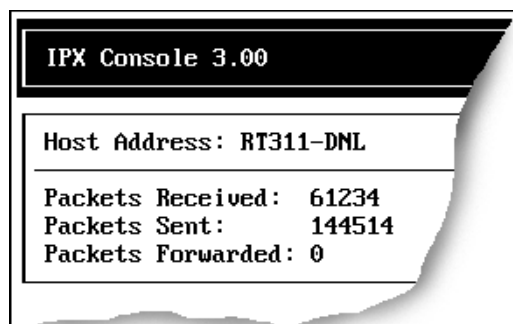 IPX Console 3.00
Host Address: RT311-DNL
Packets Received: 61234
Packets Sent: 144514
Packets Forwarded: 0